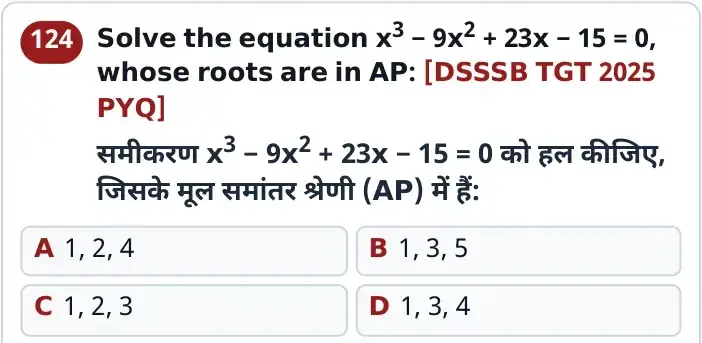 124 Solve the equation x³ − 9x² + 23x − 15 = 0,
whose roots are in AP: [DSSSB TGT 2025
PYQ]
समीकरण x³ − 9x² + 23x − 15 = 0 को हल कीजिए,
जिसके मूल समांतर श्रेणी (AP) में हैं:
A 1, 2, 4
B 1, 3, 5
C 1, 2, 3
D 1, 3, 4